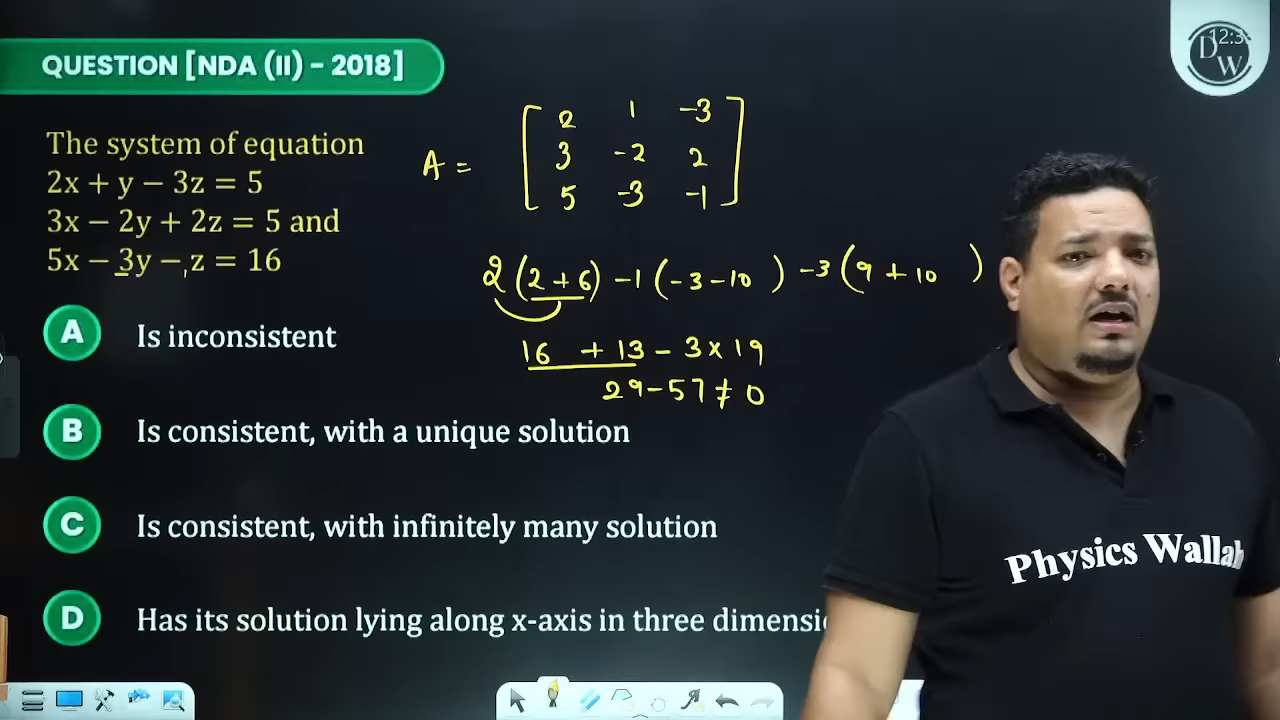 12:3
DW
QUESTION [NDA (II) – 2018]
The system of equation
2x + y − 3z = 5
3x − 2y + 2z = 5 and
5x − 3y − z = 16
A Is inconsistent
B Is consistent, with a unique solution
C Is consistent, with infinitely many solution
D Has its solution lying along x-axis in three dimensi
A = [ 2 1 -3
3 -2 2
5 -3 -1 ]
2 (2 + 6) - 1 (-3 - 10) - 3 (9 + 10)
16 + 13 - 3 × 19
29 - 57 ≠ 0
Physics Wallah